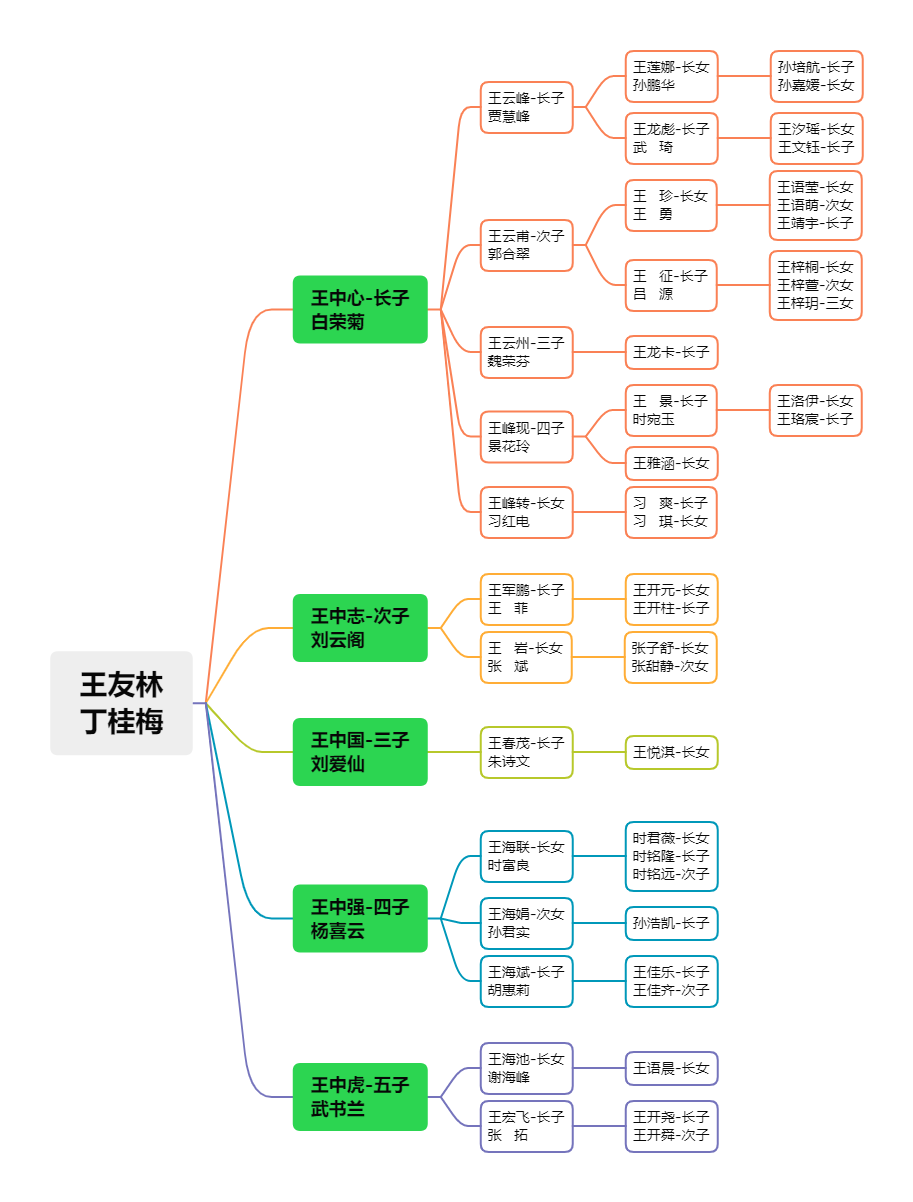 王友林
丁桂梅
王中心-长子
白荣菊
王云峰-长子
贾慧峰
王莲娜-长女
孙鹏华
孙培航-长子
孙嘉媛-长女
王龙彪-长子
武 琦
王汐瑶-长女
王文钰-长子
王云甫-次子
郭合翠
王 珍-长女
王 勇
王语莹-长女
王语萌-次女
王靖宇-长子
王 征-长子
吕 源
王梓桐-长女
王梓萱-次女
王梓玥-三女
王云州-三子
魏荣芬
王龙卡-长子
王峰现-四子
景花玲
王 景-长子
时宛玉
王洛伊-长女
王珞宸-长子
王雅涵-长女
王峰转-长女
习红电
习 爽-长子
习 琪-长女
王中志-次子
刘云阁
王军鹏-长子
王 菲
王开元-长女
王开柱-长子
王 岩-长女
张 斌
张子舒-长女
张甜静-次女
王中国-三子
刘爱仙
王春茂-长子
朱诗文
王悦淇-长女
王中强-四子
杨喜云
王海联-长女
时富良
时君薇-长女
时铭隆-长子
时铭远-次子
王海娟-次女
孙君实
孙浩凯-长子
王海斌-长子
胡惠莉
王佳乐-长子
王佳齐-次子
王中虎-五子
武书兰
王海池-长女
谢海峰
王语晨-长女
王宏飞-长子
张 拓
王开尧-长子
王开舜-次子